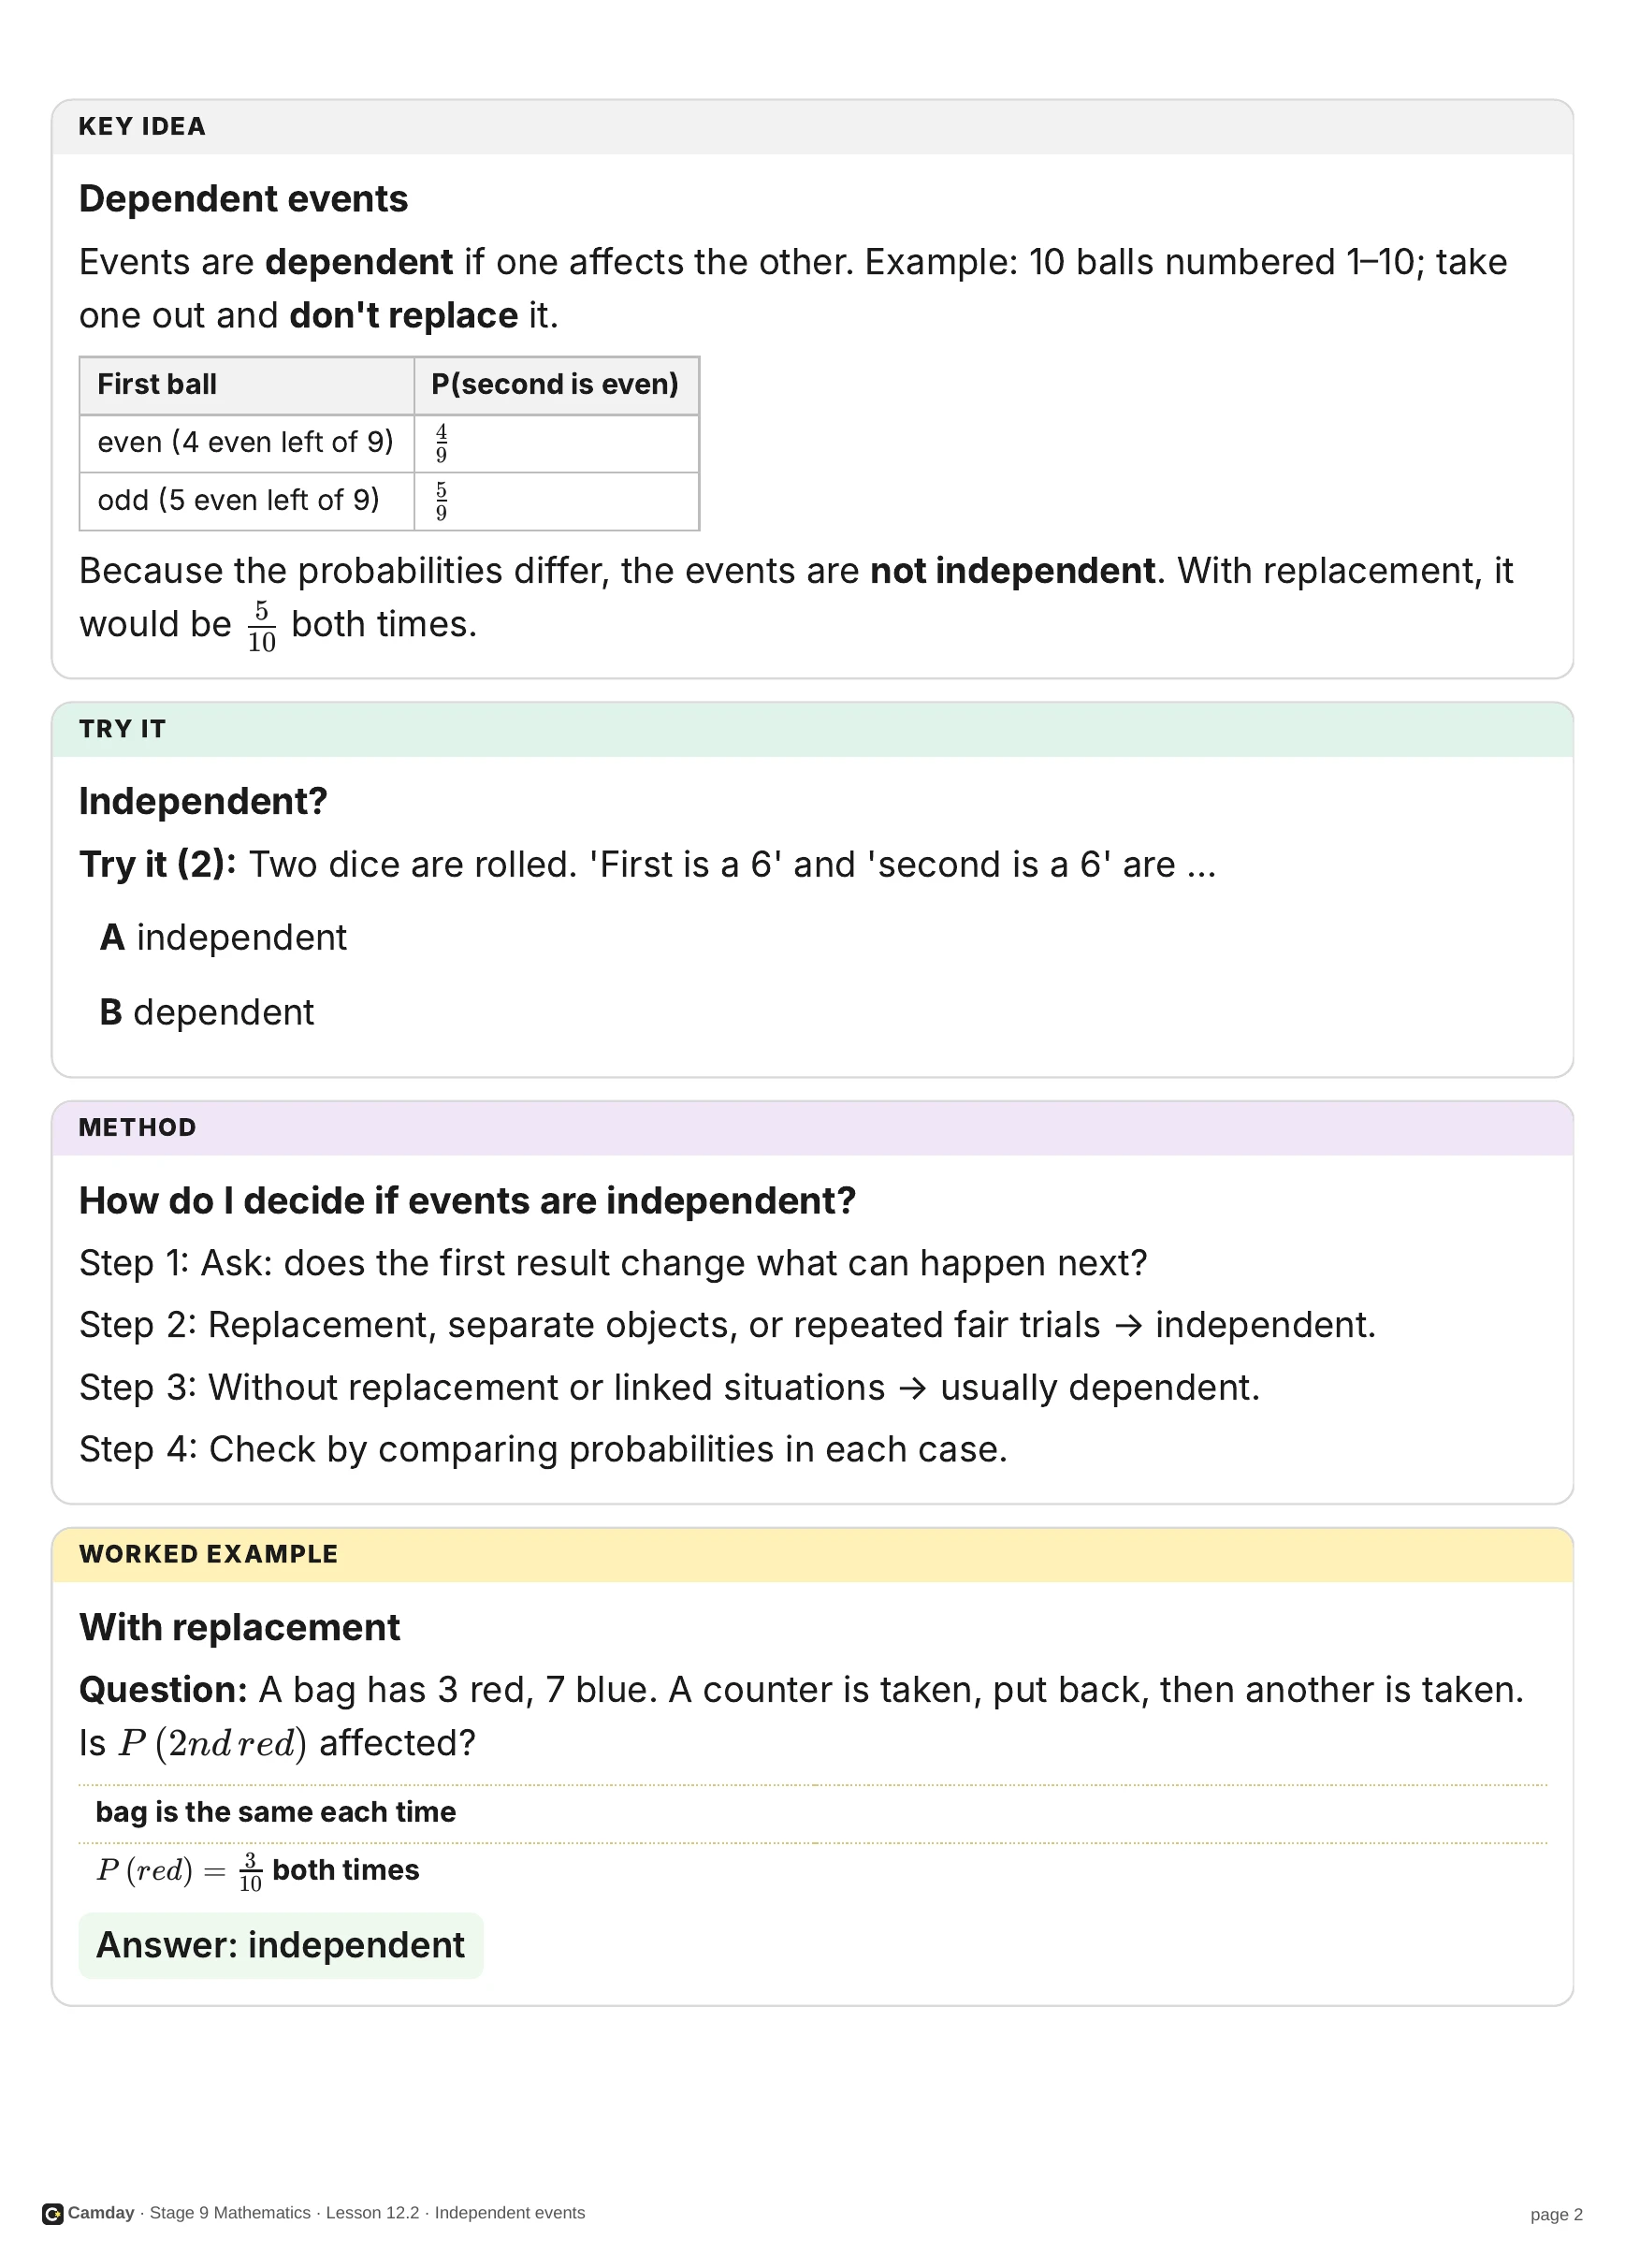 KEY IDEA
Dependent events
Events are dependent if one affects the other. Example: 10 balls numbered 1–10; take
one out and don't replace it.
First ball P(second is even)
even (4 even left of 9) 4/9
odd (5 even left of 9) 5/9
Because the probabilities differ, the events are not independent. With replacement, it
would be 5/10 both times.
TRY IT
Independent?
Try it (2): Two dice are rolled. 'First is a 6' and 'second is a 6' are ...
A independent
B dependent
METHOD
How do I decide if events are independent?
Step 1: Ask: does the first result change what can happen next?
Step 2: Replacement, separate objects, or repeated fair trials → independent.
Step 3: Without replacement or linked situations → usually dependent.
Step 4: Check by comparing probabilities in each case.
WORKED EXAMPLE
With replacement
Question: A bag has 3 red, 7 blue. A counter is taken, put back, then another is taken.
Is P (2nd red) affected?
bag is the same each time
P (red) = 3/10 both times
Answer: independent
Camday · Stage 9 Mathematics · Lesson 12.2 · Independent events page 2